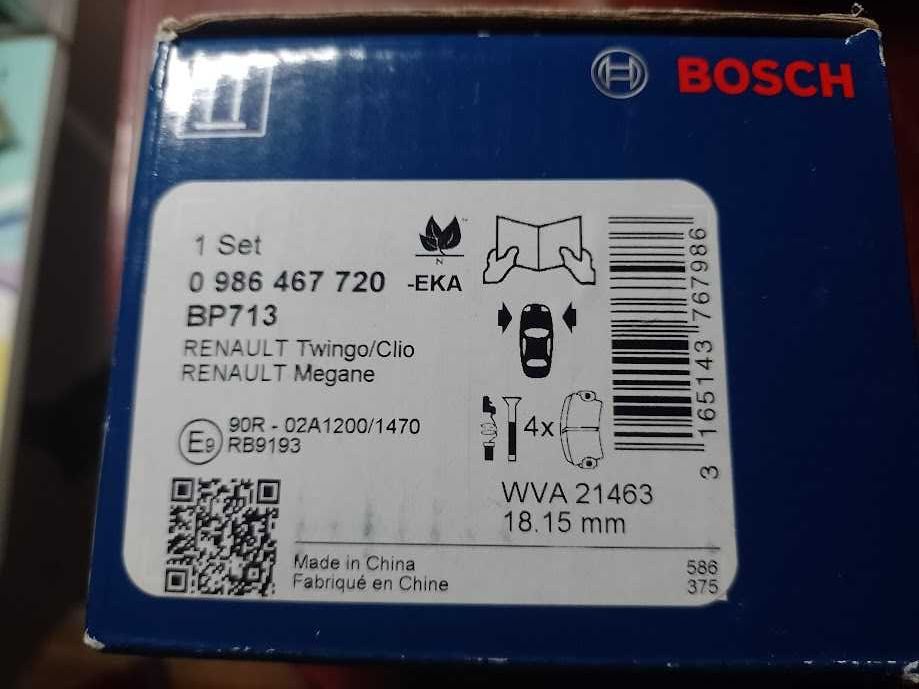 BOSCH
1 Set
0 986 467 720 -EKA
BP713
RENAULT Twingo/Clio
RENAULT Megane
E9 90R - 02A1200/1470
RB9193
N
4x
WVA 21463
18.15 mm
3 165143 767986
Made in China
Fabriqué en Chine
586
375